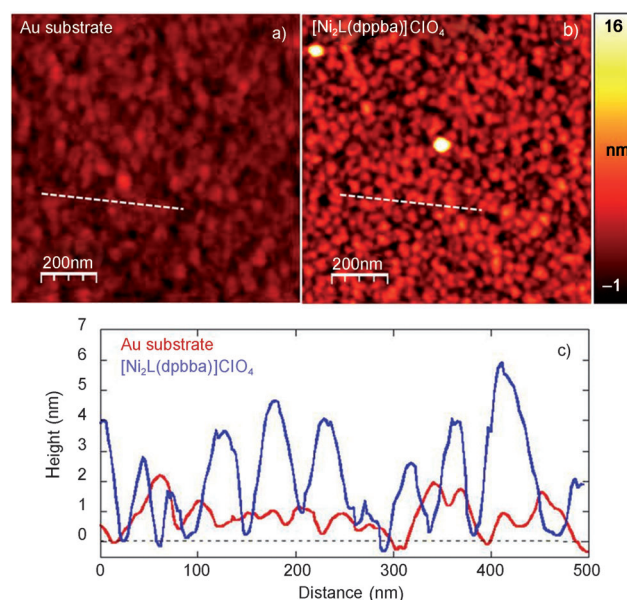 Au substrate
a)
[Ni₂L(dppba)]ClO₄
b)
16
nm
–1
200nm
200nm
7
6
5
4
3
2
1
0
Au substrate
[Ni₂L(dpbba)]ClO₄
c)
Height (nm)
0
100
200
300
400
500
Distance (nm)